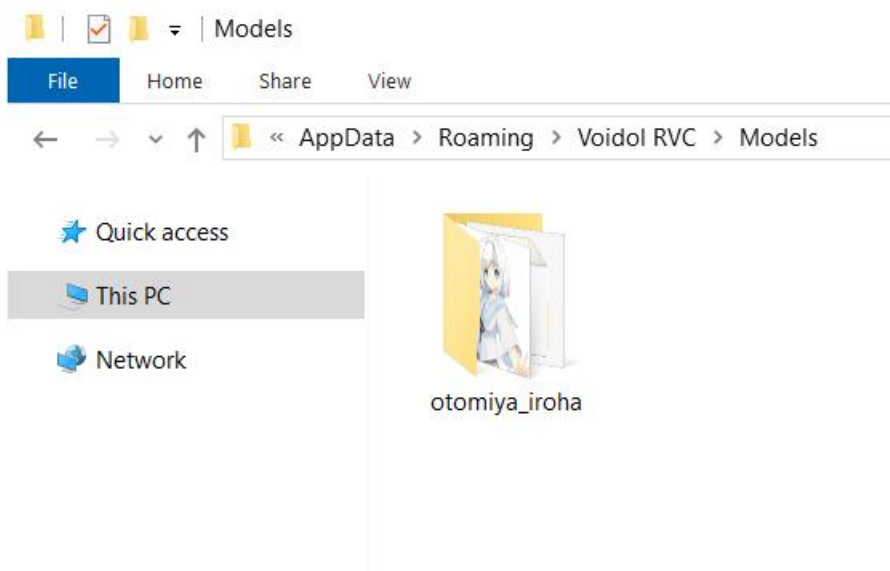 Models
File Home Share View
« AppData > Roaming > Voidol RVC > Models
Quick access
This PC
Network
otomiya_iroha